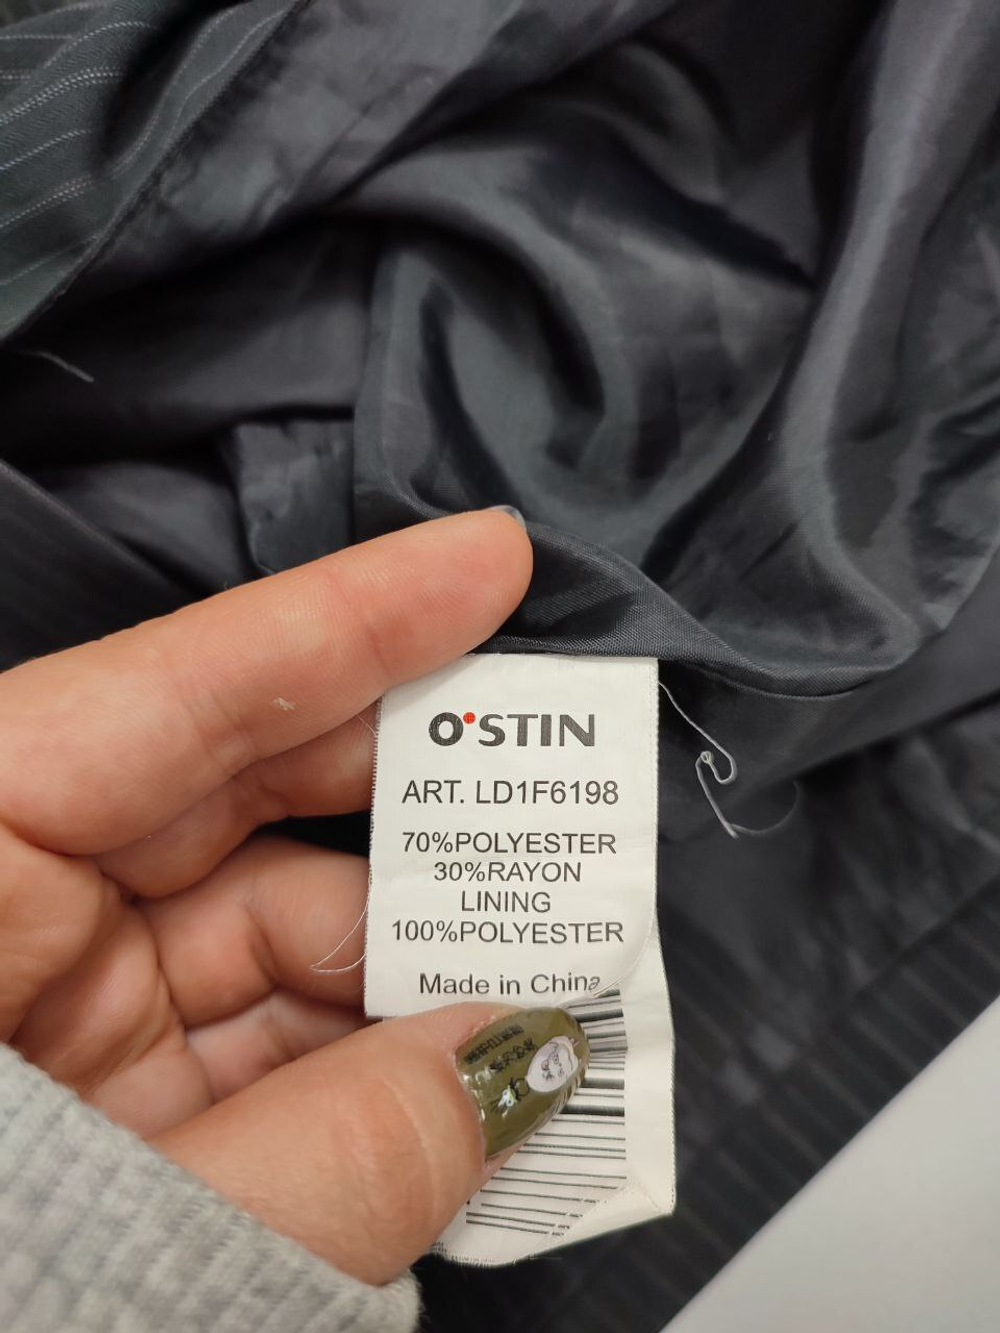 O'STIN
ART. LD1F6198
70%POLYESTER
30%RAYON
LINING
100%POLYESTER
Made in China